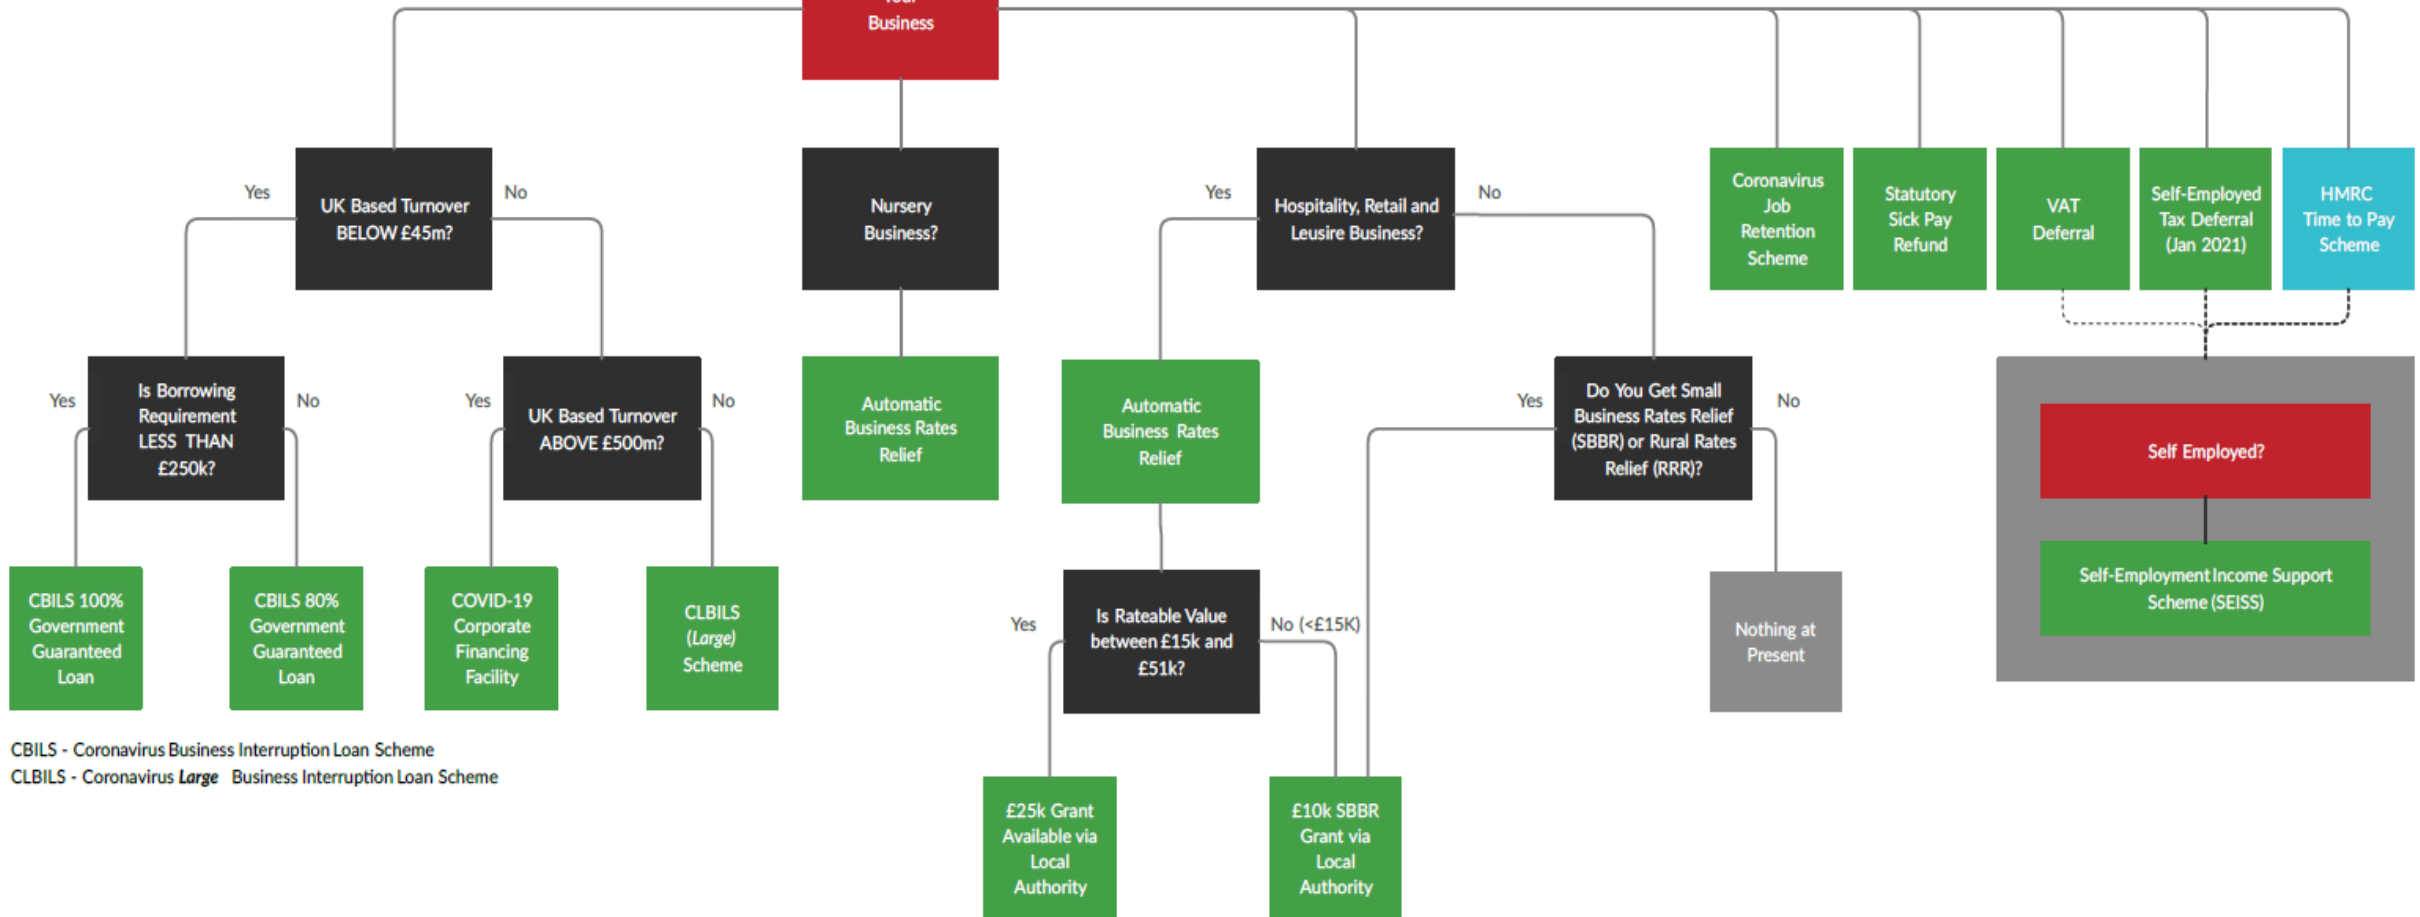 Your
Business
Yes
UK Based Turnover
BELOW £45m?
No
Nursery
Business?
Yes
Hospitality, Retail and
Leusire Business?
No
Coronavirus
Job
Retention
Scheme
Statutory
Sick Pay
Refund
VAT
Deferral
Self-Employed
Tax Deferral
(Jan 2021)
HMRC
Time to Pay
Scheme
Yes
Is Borrowing
Requirement
LESS THAN
£250k?
No
Yes
UK Based Turnover
ABOVE £500m?
No
Automatic
Business Rates
Relief
Automatic
Business Rates
Relief
Yes
Do You Get Small
Business Rates Relief
(SBBR) or Rural Rates
Relief (RRR)?
No
Self Employed?
Self-Employment Income Support
Scheme (SEISS)
CBILS 100%
Government
Guaranteed
Loan
CBILS 80%
Government
Guaranteed
Loan
COVID-19
Corporate
Financing
Facility
CLBILS
(Large)
Scheme
Yes
Is Rateable Value
between £15k and
£51k?
No (<£15K)
Nothing at
Present
CBILS - Coronavirus Business Interruption Loan Scheme
CLBILS - Coronavirus Large Business Interruption Loan Scheme
£25k Grant
Available via
Local
Authority
£10k SBBR
Grant via
Local
Authority